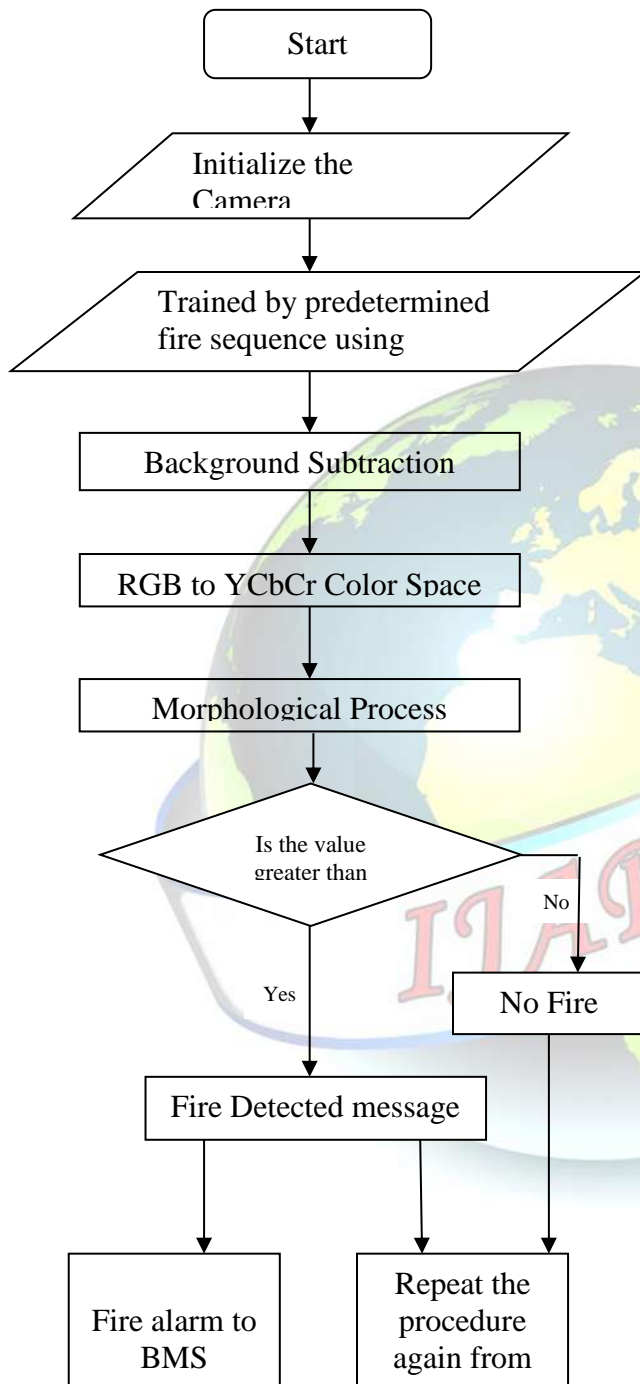 Start
Initialize the
Camera
Trained by predetermined
fire sequence using
Background Subtraction
RGB to YCbCr Color Space
Morphological Process
Is the value
greater than
No
Yes
No Fire
Fire Detected message
Fire alarm to
BMS
Repeat the
procedure
again from